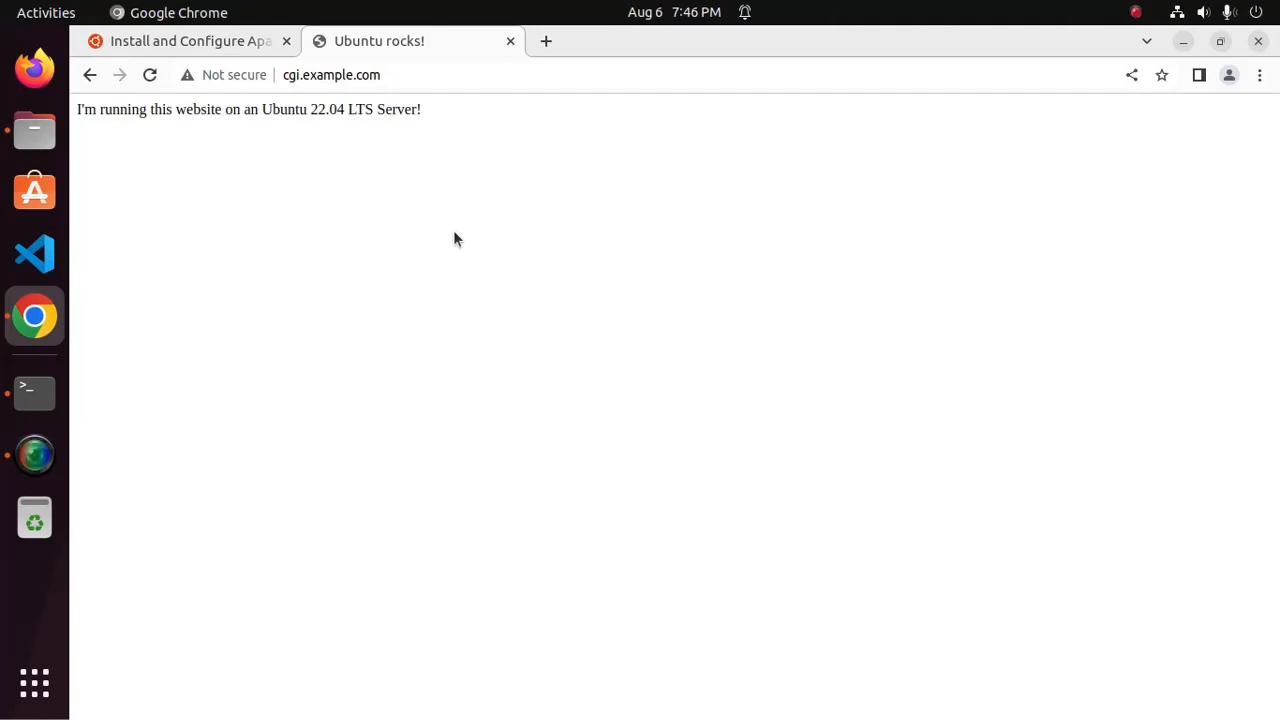 Activities
Google Chrome
Aug 6 7:46 PM
Install and Configure Apa
Ubuntu rocks!
Not secure
cgi.example.com
I'm running this website on an Ubuntu 22.04 LTS Server!